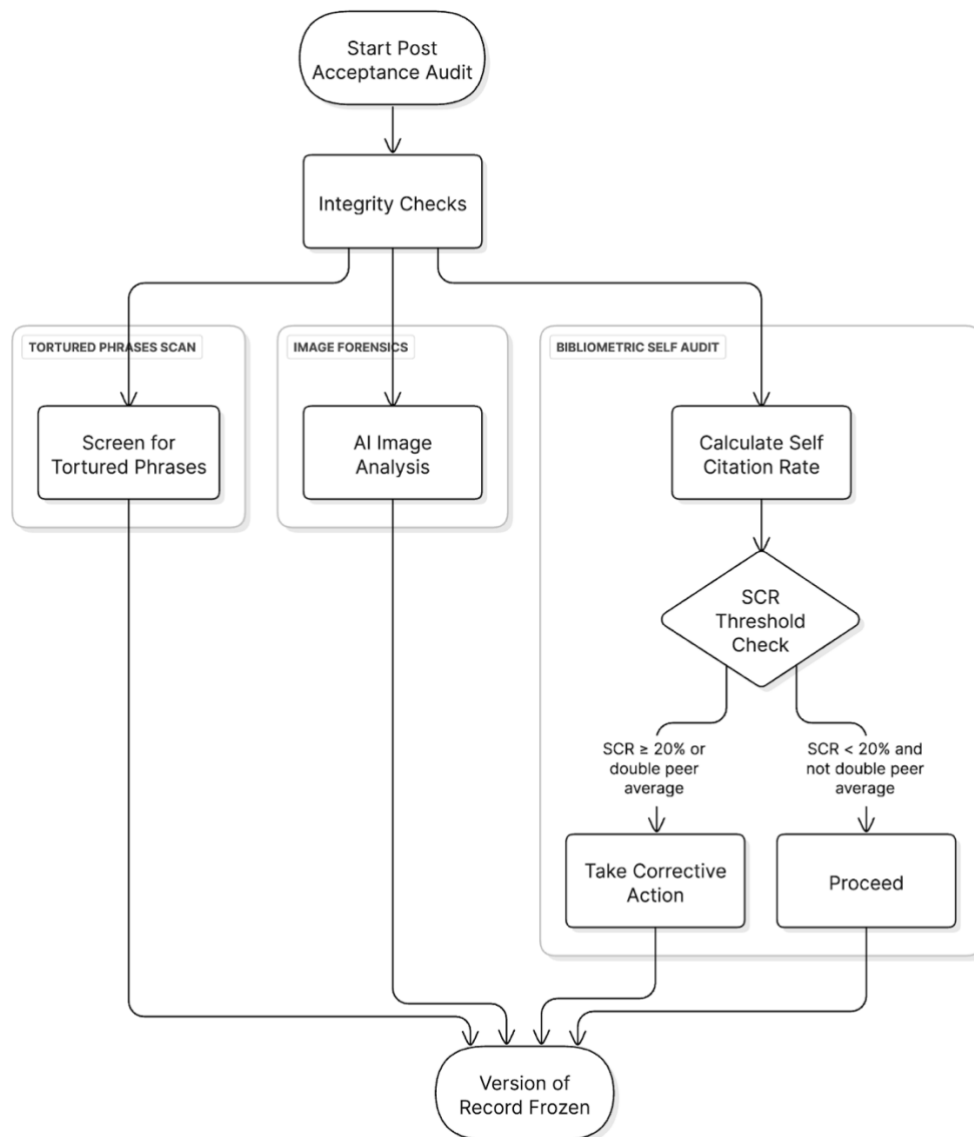 Start Post
Acceptance Audit
Integrity Checks
TORTURED PHRASES SCAN
IMAGE FORENSICS
BIBLIOMETRIC SELF AUDIT
Screen for
Tortured Phrases
AI Image
Analysis
Calculate Self
Citation Rate
SCR
Threshold
Check
SCR ≥ 20% or
double peer
average
SCR < 20% and
not double peer
average
Take Corrective
Action
Proceed
Version of
Record Frozen